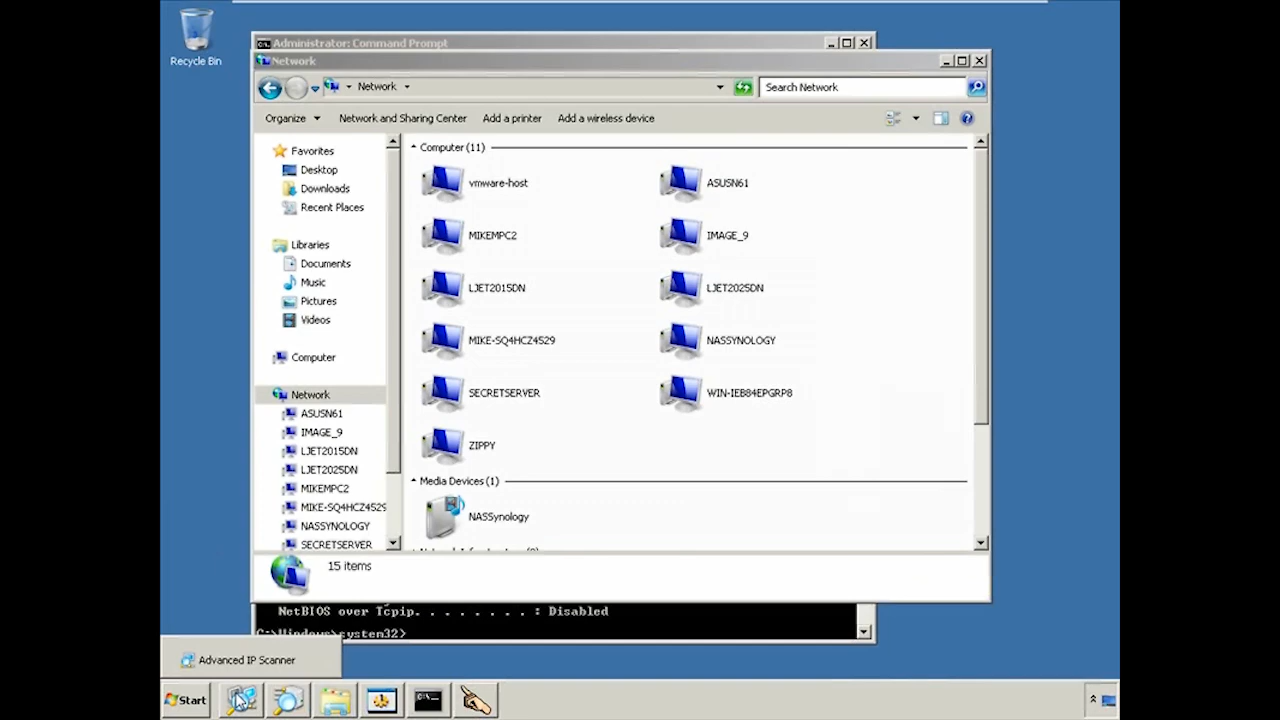 Recycle Bin
Administrator: Command Prompt
Network
Network
Search Network
Organize
Network and Sharing Center
Add a printer
Add a wireless device
Favorites
Desktop
Downloads
Recent Places
Libraries
Documents
Music
Pictures
Videos
Computer
Network
ASUSN61
IMAGE_9
LJET2015DN
LJET2025DN
MIKEMPC2
MIKE-SQ4HCZ4529
NASSYNOLOGY
SECRETSERVER
Computer (11)
vmware-host
ASUSN61
MIKEMPC2
IMAGE_9
LJET2015DN
LJET2025DN
MIKE-SQ4HCZ4529
NASSYNOLOGY
SECRETSERVER
WIN-IEB84EPGRP8
ZIPPY
Media Devices (1)
NASSynology
15 items
NetBIOS over Tcpip. . . . . . . . : Disabled
C:\Windows\system32>
Advanced IP Scanner
Start